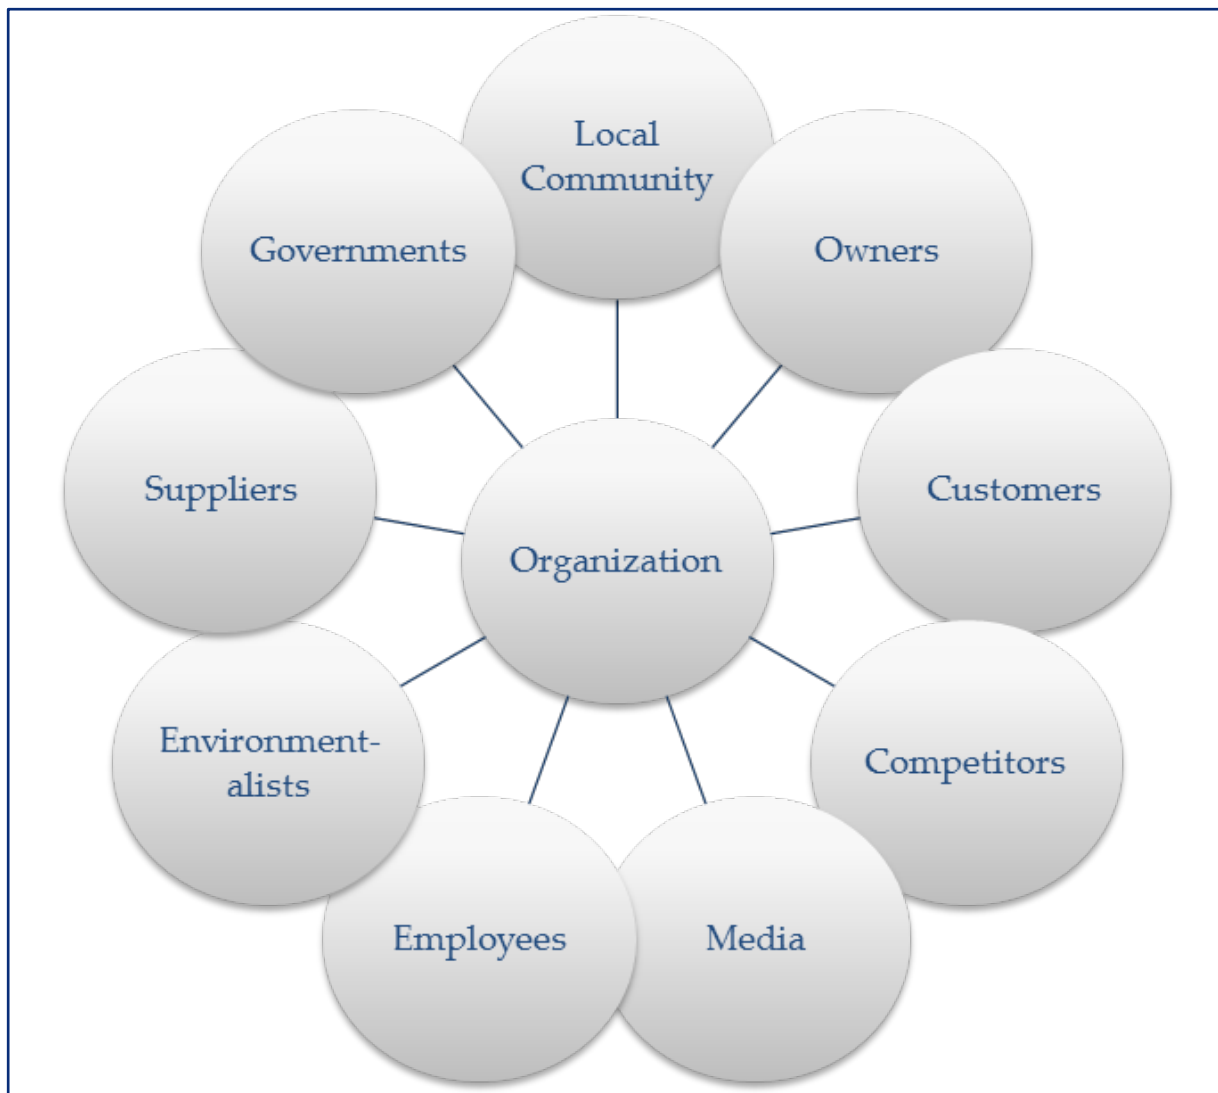 Local
Community
Governments
Owners
Suppliers
Customers
Organization
Environment-
alists
Competitors
Employees
Media